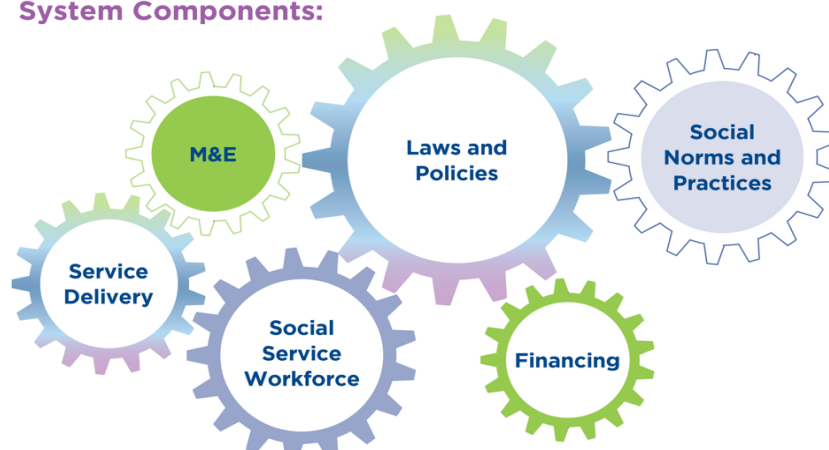 System Components:
M&E
Laws and
Policies
Social
Norms and
Practices
Service
Delivery
Social
Service
Workforce
Financing